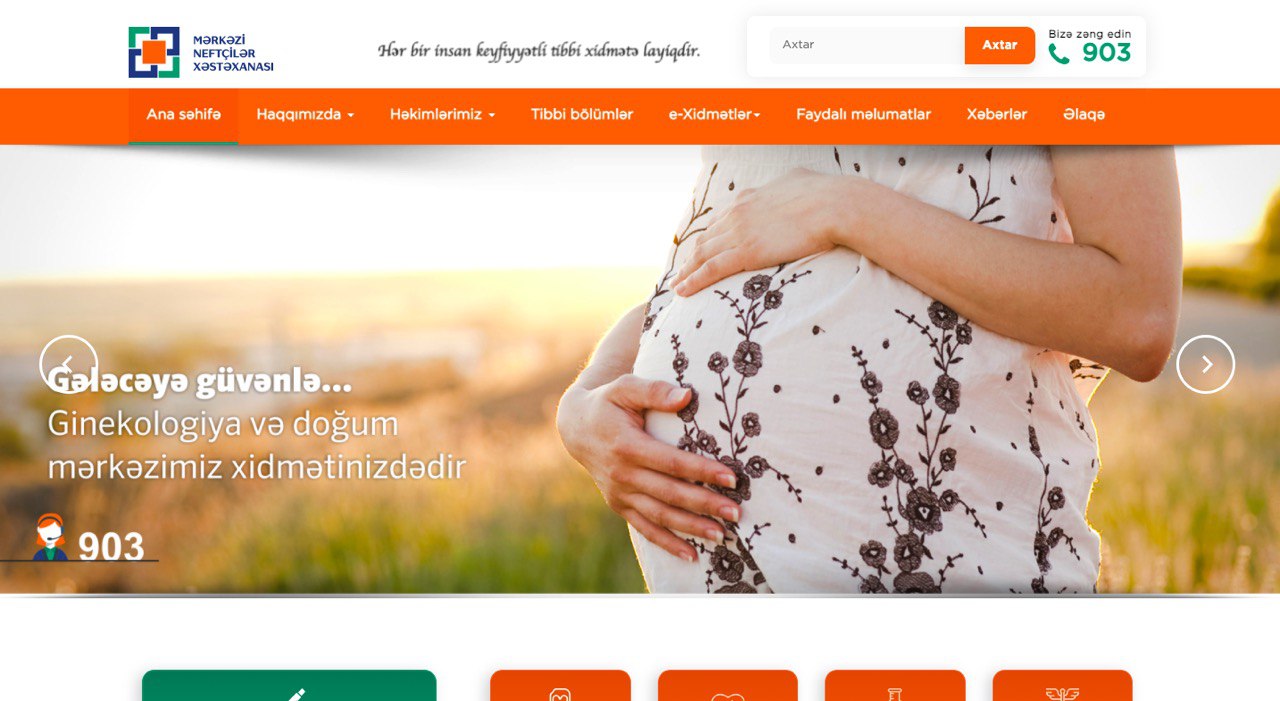 MƏRKƏZİ
NEFTÇİLƏR
XƏSTƏXANASI
Hər bir insan keyfiyyətli tibbi xidmətə layiqdir.
Axtar
Axtar
Bizə zəng edin
903
Ana səhifə
Haqqımızda
Həkimlərimiz
Tibbi bölümlər
e-Xidmətlər
Faydalı məlumatlar
Xəbərlər
Əlaqə
Gələcəyə güvənlə...
Ginekologiya və doğum
mərkəzimiz xidmətinizdədir
903